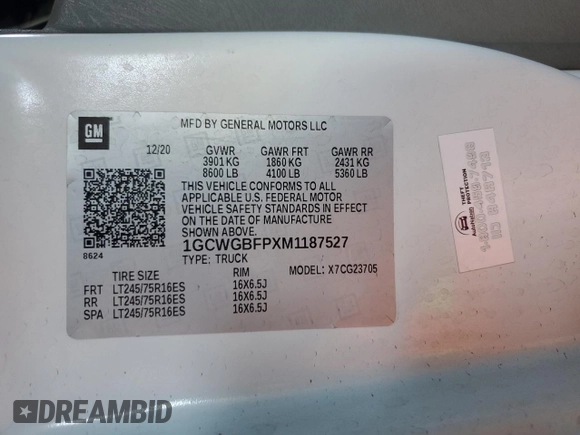 GM
MFD BY GENERAL MOTORS LLC
12/20 GVWR GAWR FRT GAWR RR
3901 KG 1860 KG 2431 KG
8600 LB 4100 LB 5360 LB
THIS VEHICLE CONFORMS TO ALL
APPLICABLE U.S. FEDERAL MOTOR
VEHICLE SAFETY STANDARDS IN EFFECT
ON THE DATE OF MANUFACTURE
SHOWN ABOVE.
8624
1GCWGBFPXM1187527
TYPE: TRUCK MODEL: X7CG23705
TIRE SIZE RIM
FRT LT245/75R16ES 16X6.5J
RR LT245/75R16ES 16X6.5J
SPA LT245/75R16ES 16X6.5J
THEFT
PROTECTION
DREAMBID